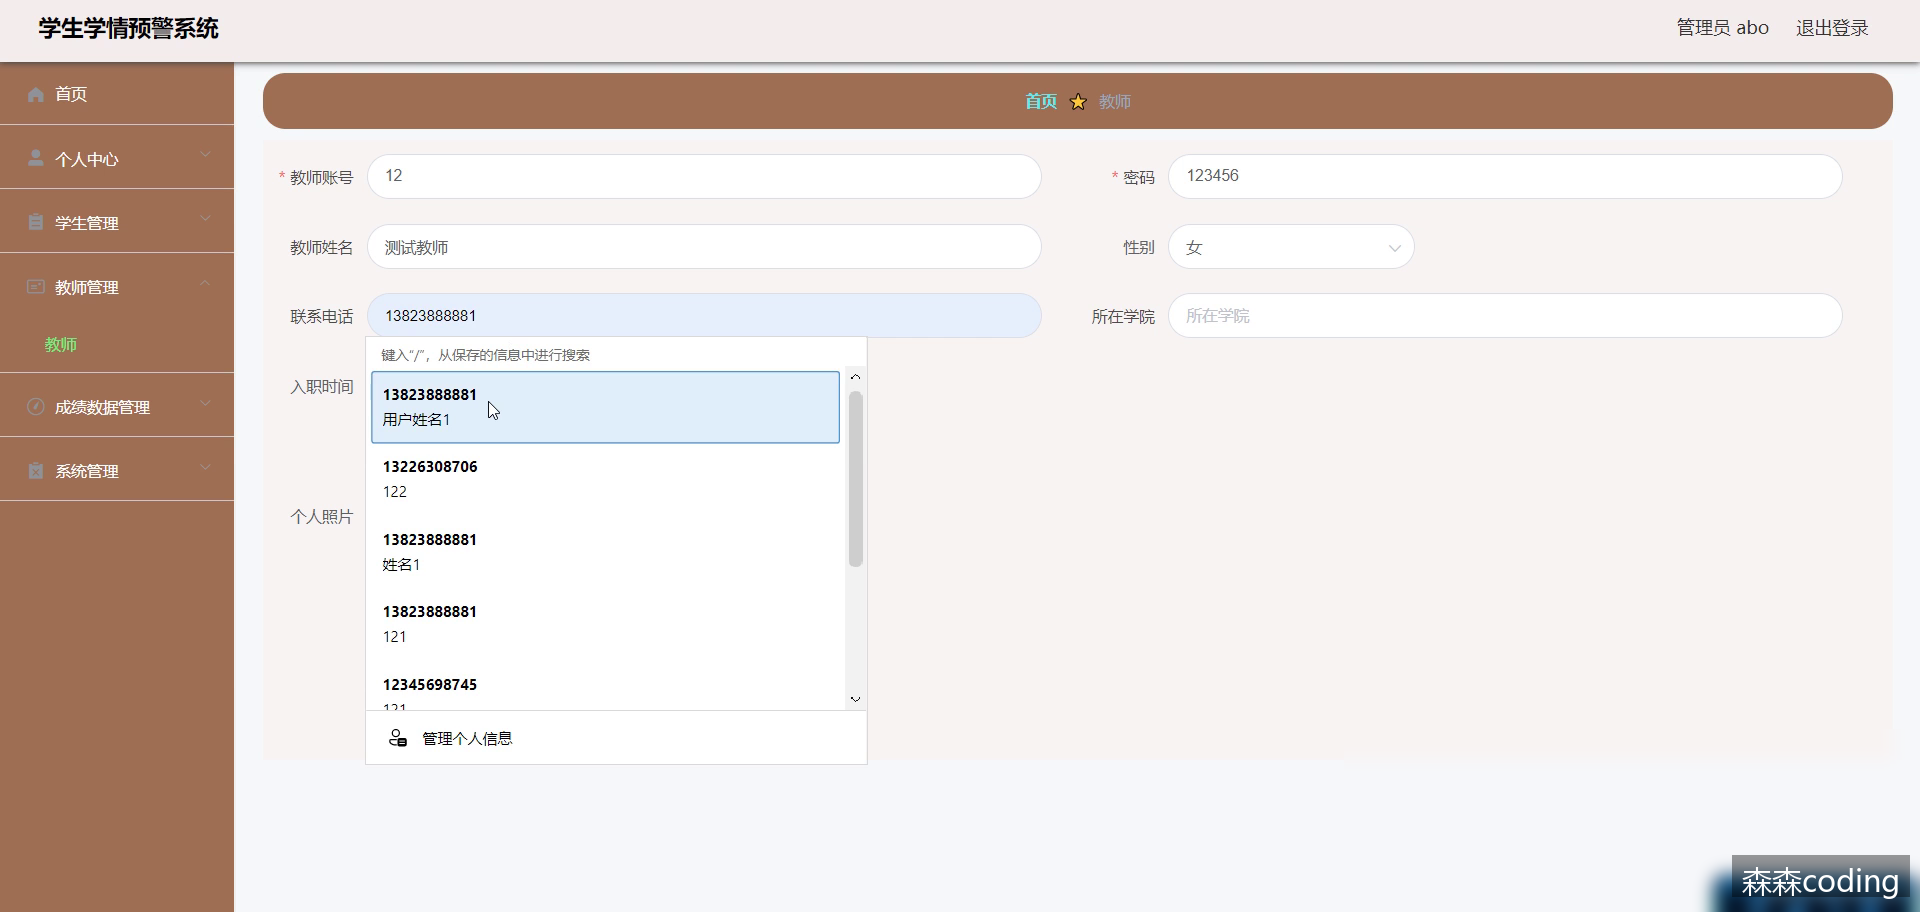 学生学情预警系统
管理员 abo
退出登录
首页
个人中心
学生管理
教师管理
教师
成绩数据管理
系统管理
首页 教师
* 教师账号 12
* 密码 123456
教师姓名 测试教师
性别 女
联系电话 13823888881
所在学院 所在学院
入职时间
个人照片
键入“/”，从保存的信息中进行搜索
13823888881
用户姓名1
13226308706
122
13823888881
姓名1
13823888881
121
12345698745
121
管理个人信息
森森coding